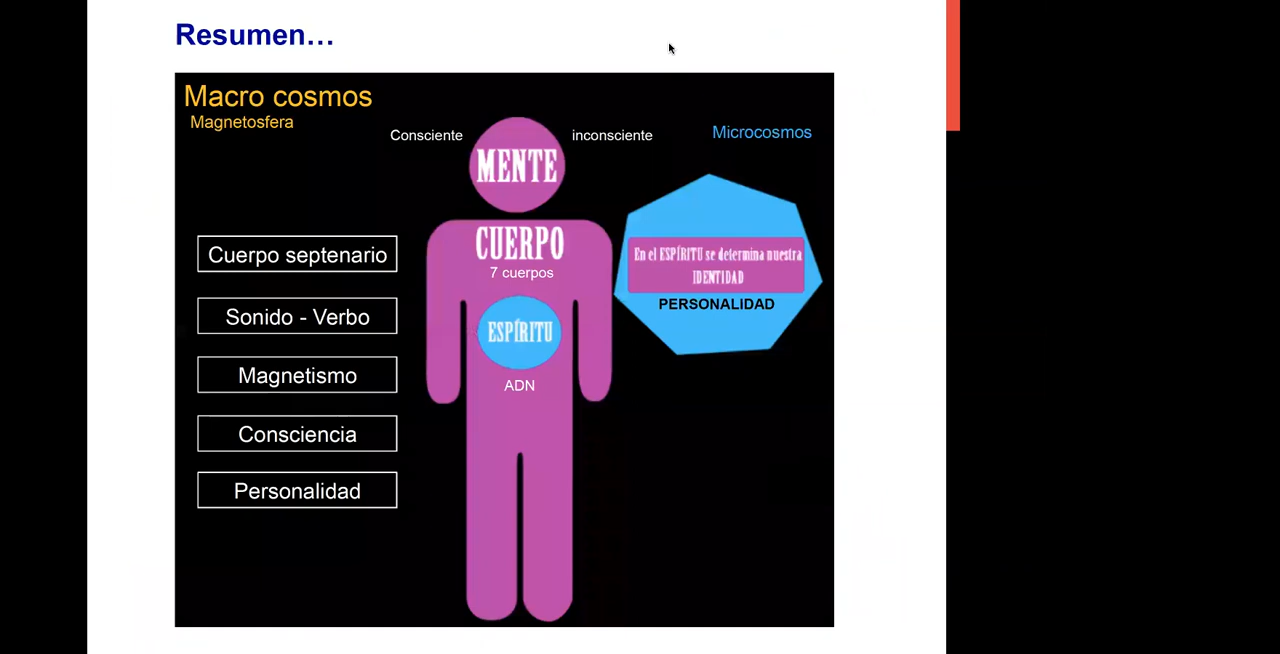 Resumen…
Macro cosmos
Magnetosfera
Consciente
inconsciente
Microcosmos
MENTE
CUERPO
7 cuerpos
ESPÍRITU
ADN
En el ESPÍRITU se determina nuestra
IDENTIDAD
PERSONALIDAD
Cuerpo septenario
Sonido - Verbo
Magnetismo
Consciencia
Personalidad